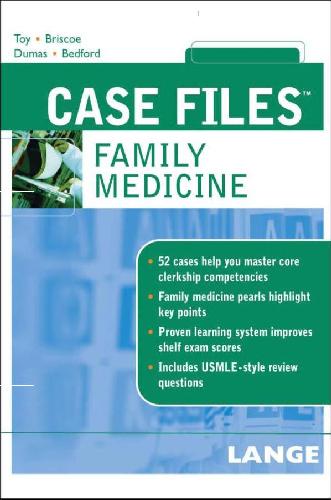 Toy • Briscoe
Dumas • Bedford
CASE FILES™
FAMILY
MEDICINE
• 52 cases help you master core
clerkship competencies
• Family medicine pearls highlight
key points
• Proven learning system improves
shelf exam scores
• Includes USMLE-style review
questions
LANGE